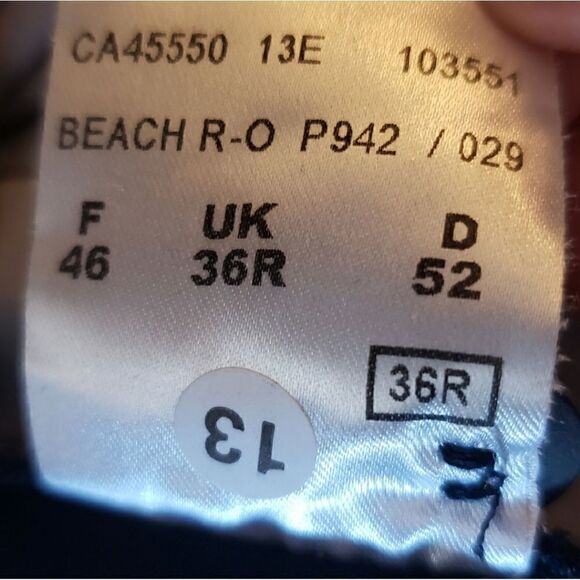 CA45550 13E 103551
BEACH R-O P942 / 029
F UK D
46 36R 52
36R
13